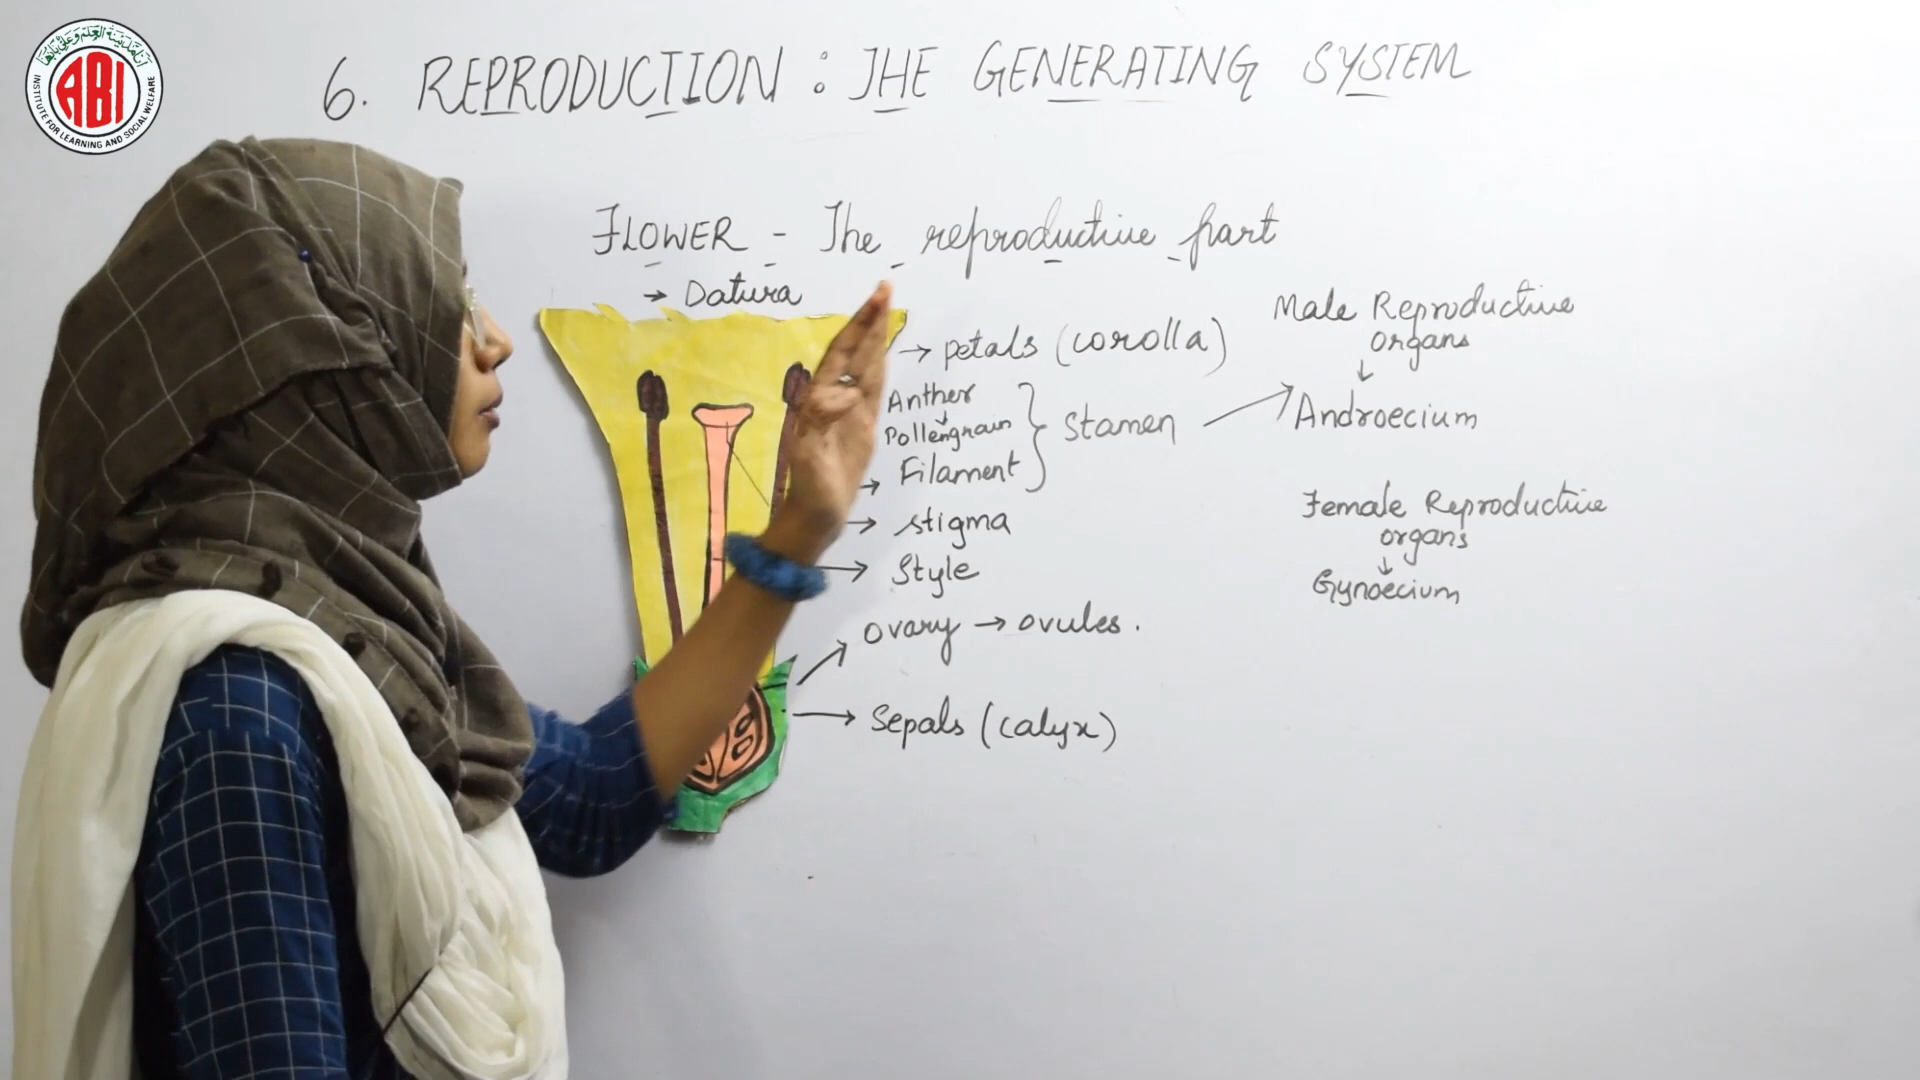 ABI
INSTITUTE FOR LEARNING AND SOCIAL WELFARE
6. REPRODUCTION : THE GENERATING SYSTEM
FLOWER - The reproductive part
→ Datura
→ petals (corolla)
Anther
↓
Pollengrain
→ Filament
} Stamen
→ stigma
→ Style
ovary → ovules.
→ Sepals (calyx)
Male Reproductive
organs
↓
Androecium
Female Reproductive
organs
↓
Gynoecium